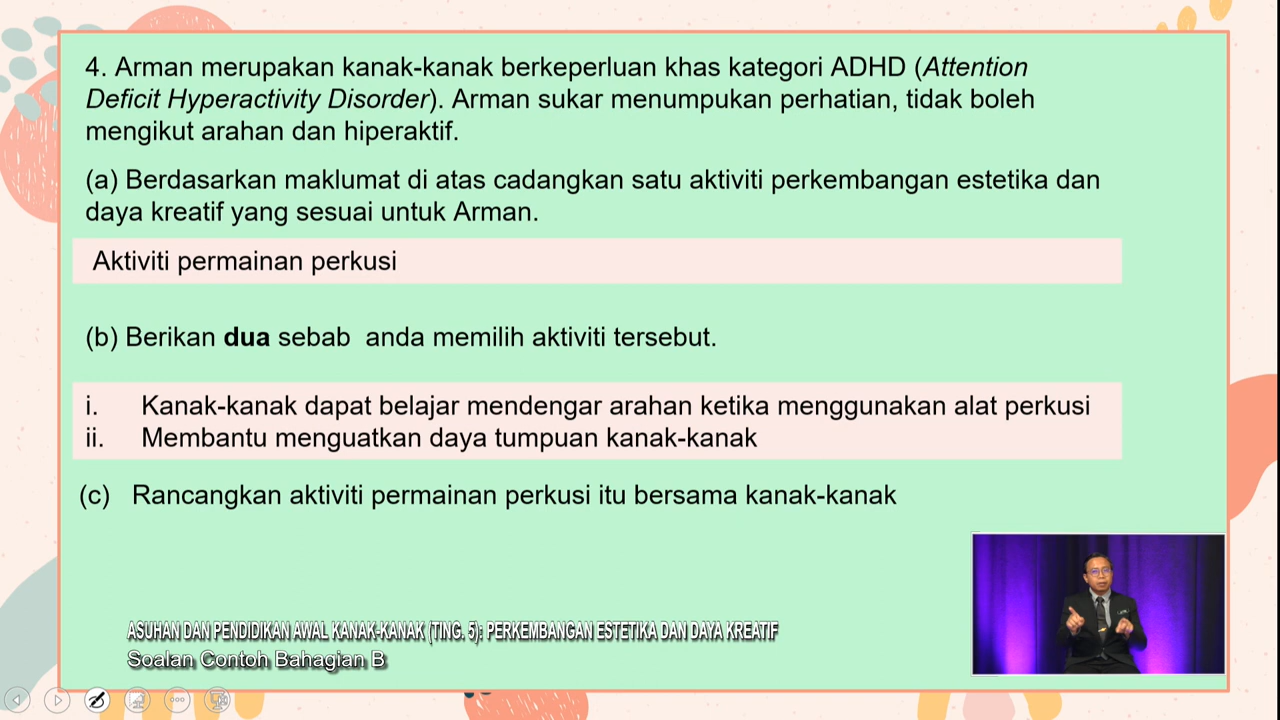 4. Arman merupakan kanak-kanak berkeperluan khas kategori ADHD (Attention
Deficit Hyperactivity Disorder). Arman sukar menumpukan perhatian, tidak boleh
mengikut arahan dan hiperaktif.
(a) Berdasarkan maklumat di atas cadangkan satu aktiviti perkembangan estetika dan
daya kreatif yang sesuai untuk Arman.
Aktiviti permainan perkusi
(b) Berikan dua sebab anda memilih aktiviti tersebut.
i. Kanak-kanak dapat belajar mendengar arahan ketika menggunakan alat perkusi
ii. Membantu menguatkan daya tumpuan kanak-kanak
(c) Rancangkan aktiviti permainan perkusi itu bersama kanak-kanak
ASUHAN DAN PENDIDIKAN AWAL KANAK-KANAK (TING. 5): PERKEMBANGAN ESTETIKA DAN DAYA KREATIF
Soalan Contoh Bahagian B